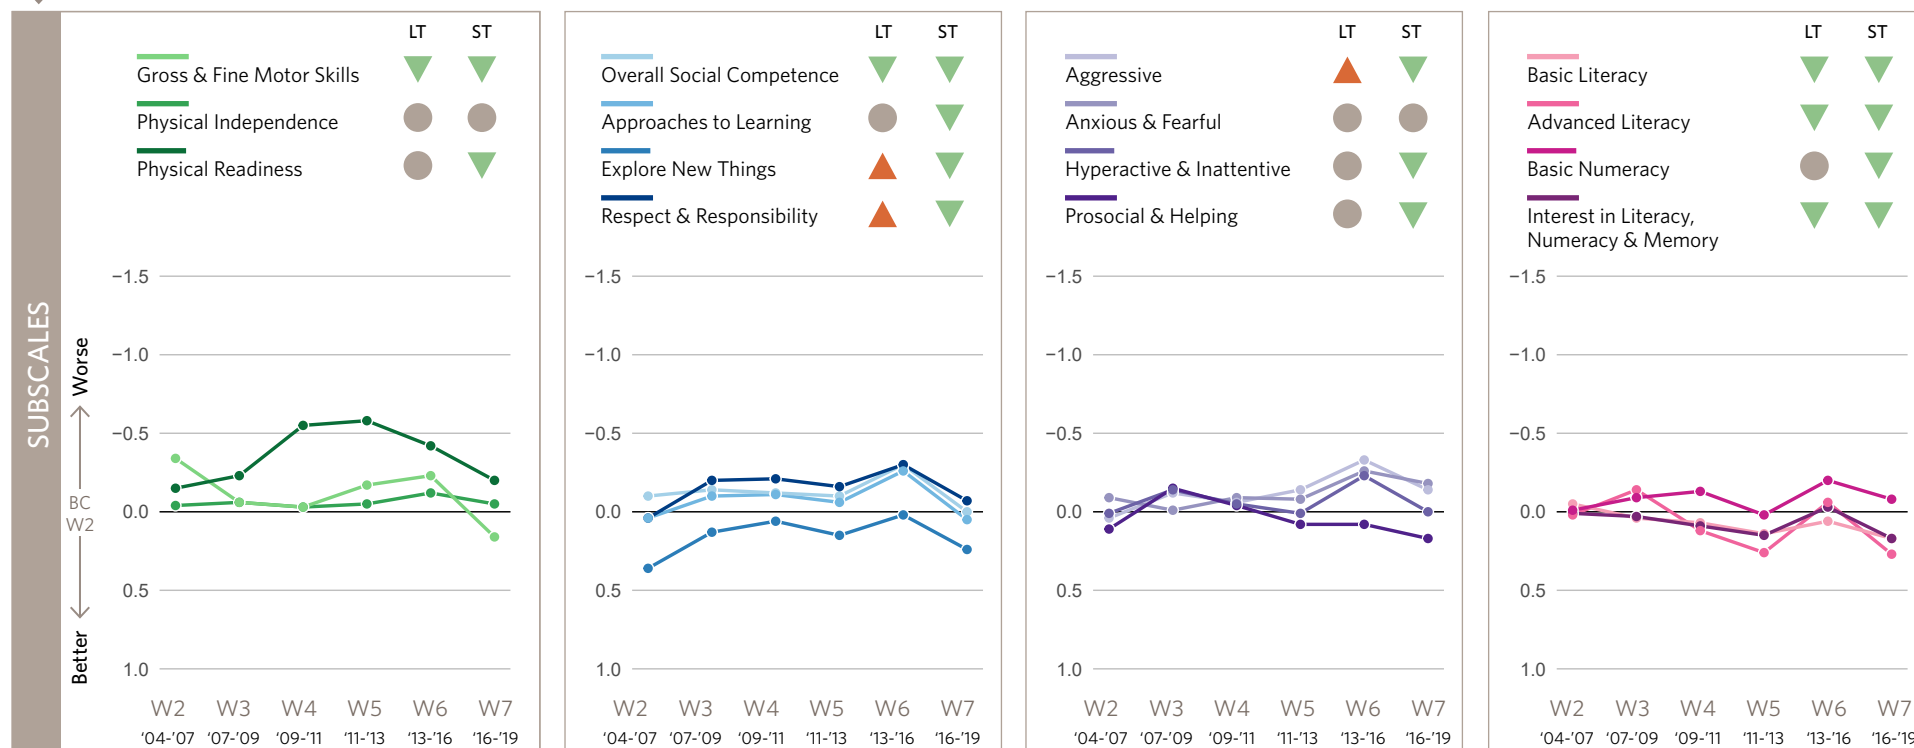 SUBSCALES
Worse
BC
W2
Better
LT ST
Gross & Fine Motor Skills
Physical Independence
Physical Readiness
−1.5
−1.0
−0.5
0.0
0.5
1.0
W2 W3 W4 W5 W6 W7
‘04-‘07 ‘07-‘09 ‘09-‘11 ‘11-‘13 ‘13-‘16 ‘16-‘19
LT ST
Overall Social Competence
Approaches to Learning
Explore New Things
Respect & Responsibility
−1.5
−1.0
−0.5
0.0
0.5
1.0
W2 W3 W4 W5 W6 W7
‘04-‘07 ‘07-‘09 ‘09-‘11 ‘11-‘13 ‘13-‘16 ‘16-‘19
LT ST
Aggressive
Anxious & Fearful
Hyperactive & Inattentive
Prosocial & Helping
−1.5
−1.0
−0.5
0.0
0.5
1.0
W2 W3 W4 W5 W6 W7
‘04-‘07 ‘07-‘09 ‘09-‘11 ‘11-‘13 ‘13-‘16 ‘16-‘19
LT ST
Basic Literacy
Advanced Literacy
Basic Numeracy
Interest in Literacy,
Numeracy & Memory
−1.5
−1.0
−0.5
0.0
0.5
1.0
W2 W3 W4 W5 W6 W7
‘04-‘07 ‘07-‘09 ‘09-‘11 ‘11-‘13 ‘13-‘16 ‘16-‘19